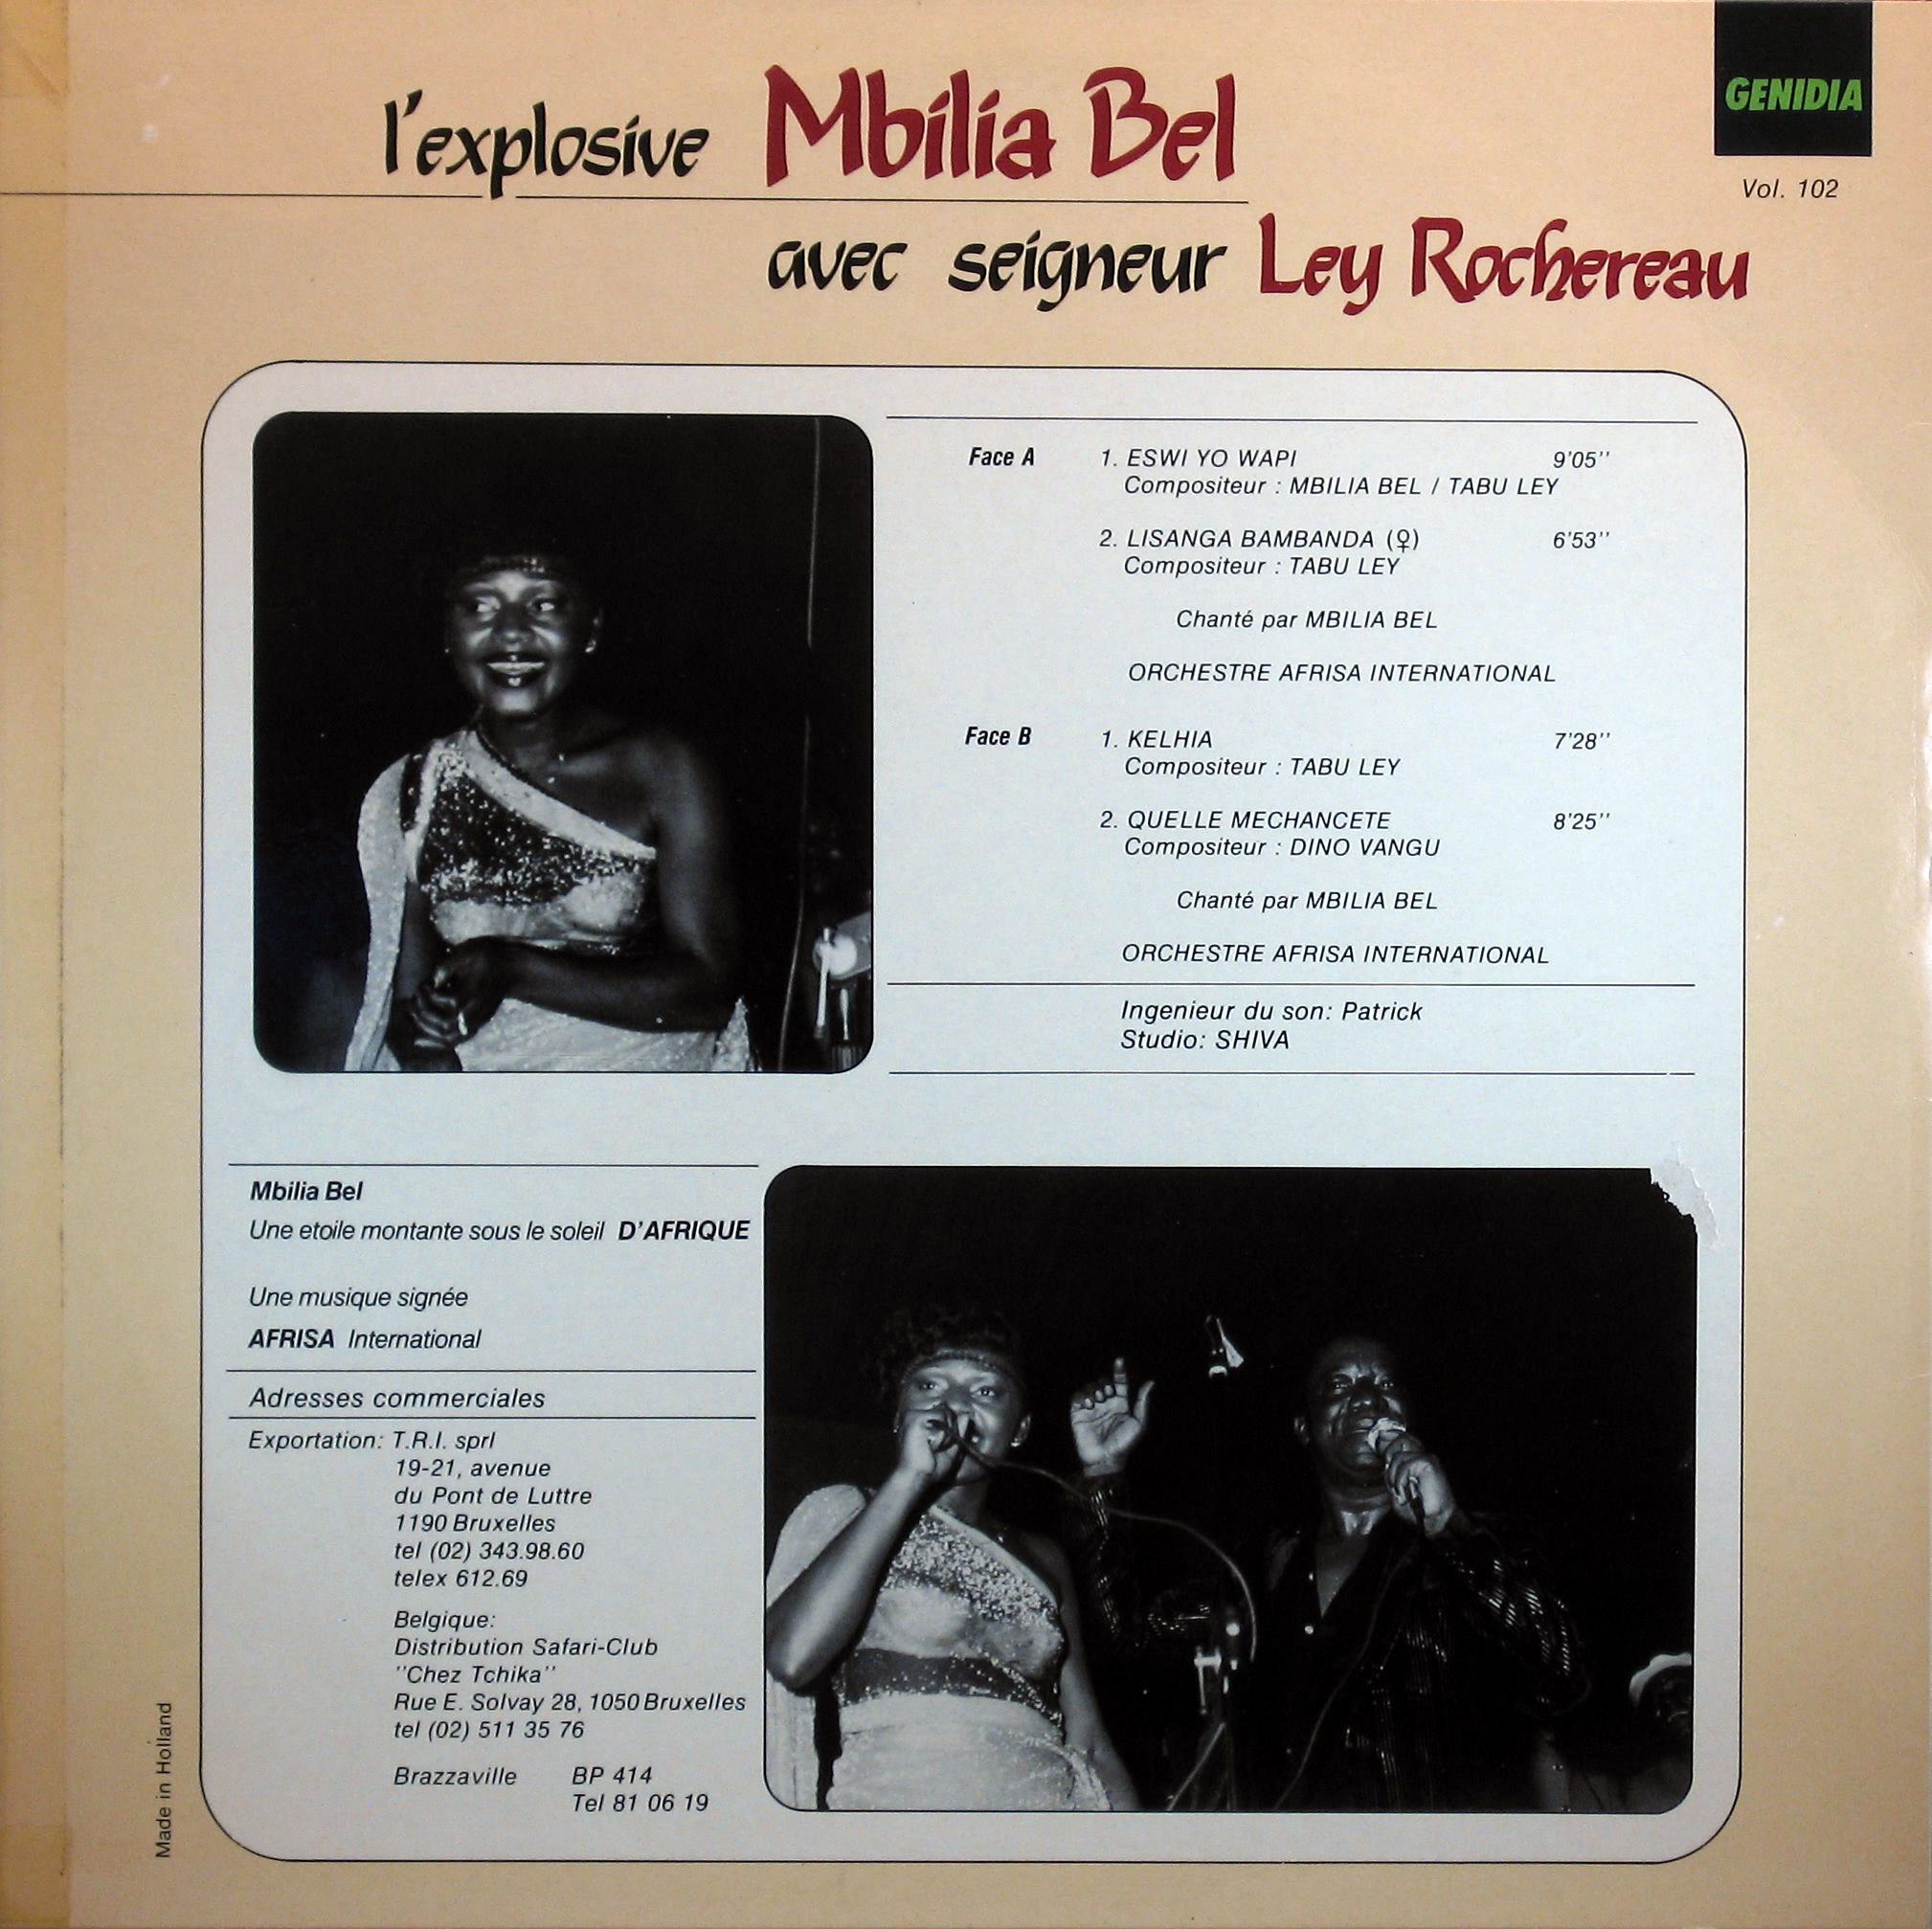 l'explosive Mbilia Bel
GENIDIA
Vol. 102
avec seigneur Ley Rochereau
Face A 1. ESWI YO WAPI 9'05''
Compositeur : MBILIA BEL / TABU LEY
2. LISANGA BAMBANDA (♀) 6'53''
Compositeur : TABU LEY
Chanté par MBILIA BEL
ORCHESTRE AFRISA INTERNATIONAL
Face B 1. KELHIA 7'28''
Compositeur : TABU LEY
2. QUELLE MECHANCETE 8'25''
Compositeur : DINO VANGU
Chanté par MBILIA BEL
ORCHESTRE AFRISA INTERNATIONAL
Ingenieur du son: Patrick
Studio: SHIVA
Mbilia Bel
Une etoile montante sous le soleil D'AFRIQUE
Une musique signée
AFRISA International
Adresses commerciales
Exportation: T.R.I. sprl
19-21, avenue
du Pont de Luttre
1190 Bruxelles
tel (02) 343.98.60
telex 612.69
Belgique:
Distribution Safari-Club
''Chez Tchika''
Rue E. Solvay 28, 1050 Bruxelles
tel (02) 511 35 76
Brazzaville BP 414
Tel 81 06 19
Made in Holland